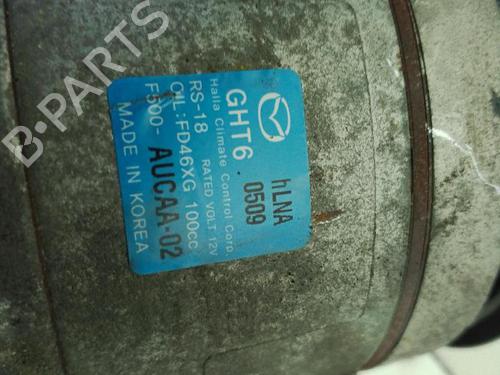 B-PARTS
GHT6 hLNA
Halla Climate Control Corp.
0509
RS-18 RATED VOLT.12V
OIL:FD46XG 100cc
F500-AUCAA-02
MADE IN KOREA